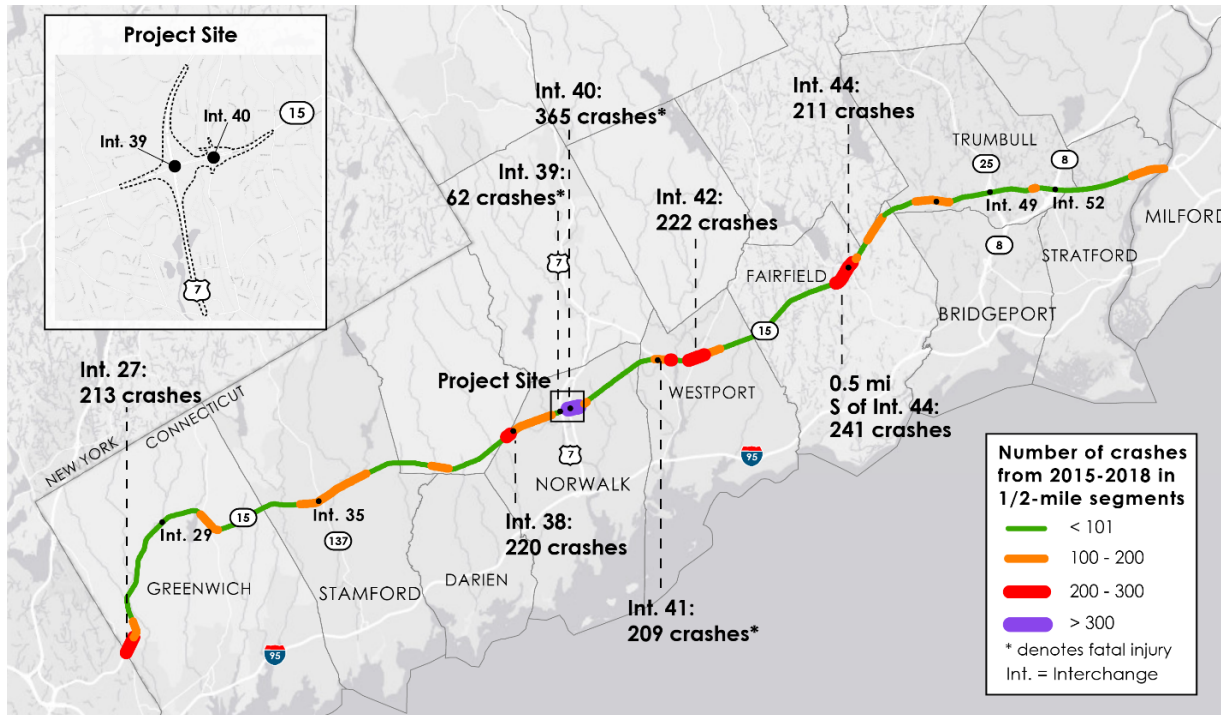 Project Site
Int. 39
Int. 40
15
7
Int. 40:
365 crashes*
Int. 39:
62 crashes*
Int. 42:
222 crashes
Int. 44:
211 crashes
TRUMBULL
25
8
Int. 49
Int. 52
MILFORD
8
STRATFORD
FAIRFIELD
BRIDGEPORT
7
15
Project Site
WESTPORT
0.5 mi
S of Int. 44:
241 crashes
Int. 27:
213 crashes
NEW YORK
CONNECTICUT
7
NORWALK
95
Int. 29
15
Int. 35
137
Int. 38:
220 crashes
GREENWICH
STAMFORD
DARIEN
Int. 41:
209 crashes*
95
Number of crashes
from 2015-2018 in
1/2-mile segments
< 101
100 - 200
200 - 300
> 300
* denotes fatal injury
Int. = Interchange